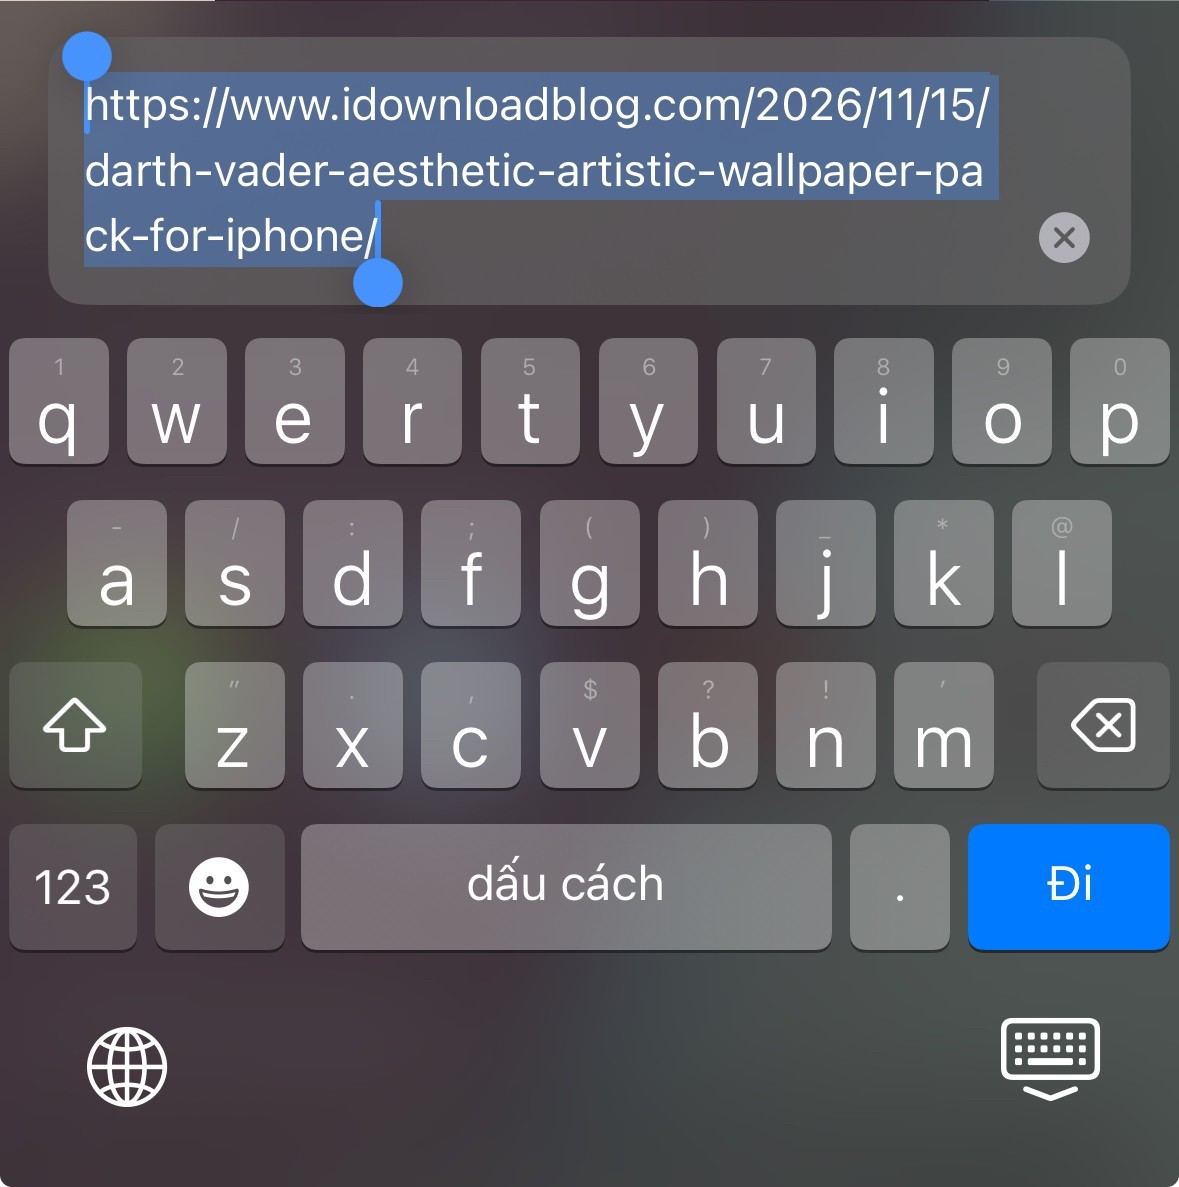 https://www.idownloadblog.com/2026/11/15/
darth-vader-aesthetic-artistic-wallpaper-pa
ck-for-iphone/
1 2 3 4 5 6 7 8 9 0
q w e r t y u i o p
- / : ; ( ) _ * @
a s d f g h j k l
" . , $ ? ! '
z x c v b n m
123 dấu cách . Đi